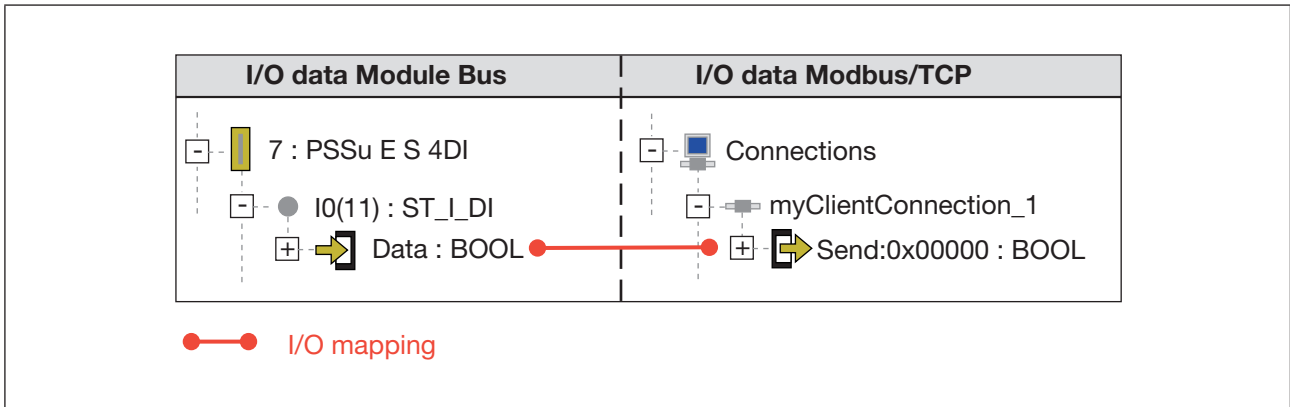 I/O data Module Bus
I/O data Modbus/TCP
7 : PSSu E S 4DI
Connections
I0(11) : ST_I_DI
myClientConnection_1
Data : BOOL
Send:0x00000 : BOOL
I/O mapping